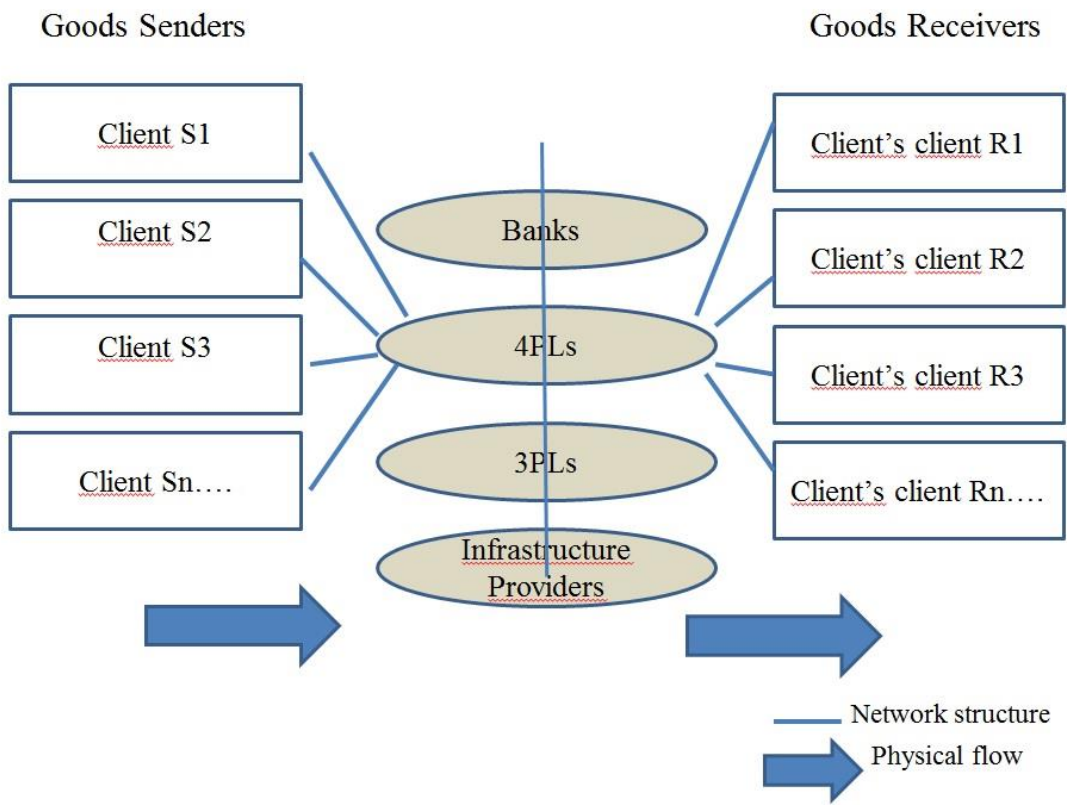 Goods Senders
Goods Receivers
Client S1
Client S2
Client S3
Client Sn....
Banks
4PLs
3PLs
Infrastructure
Providers
Client’s client R1
Client’s client R2
Client’s client R3
Client’s client Rn....
Network structure
Physical flow